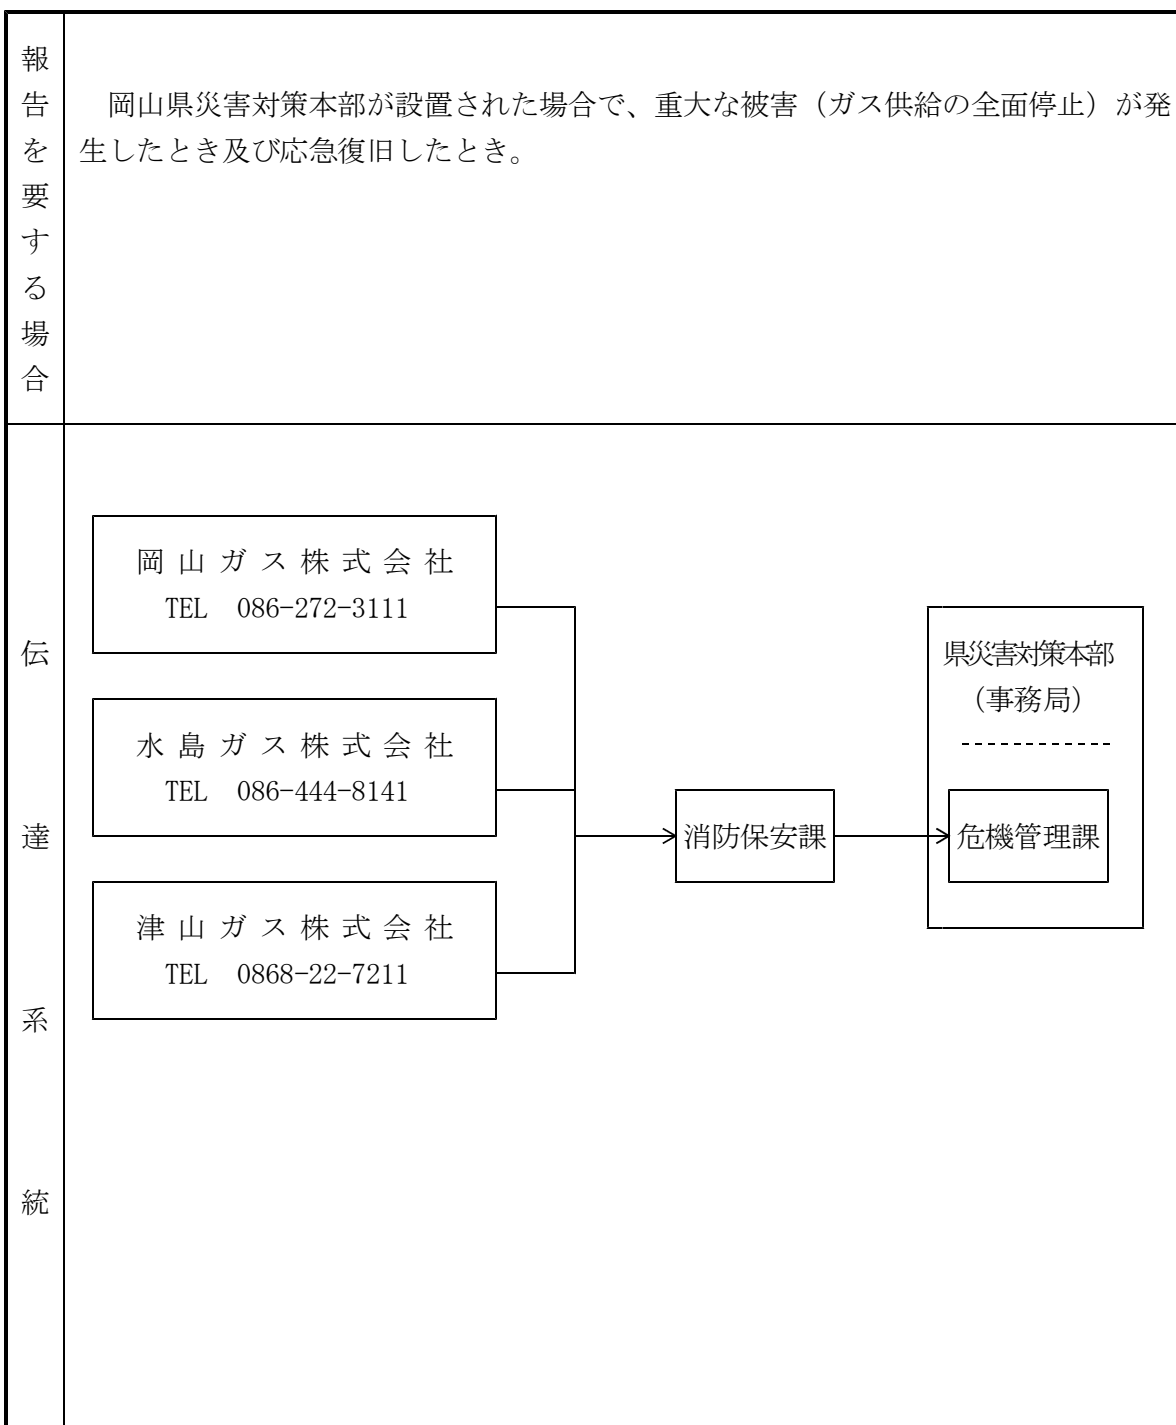 報告を要する場合
　岡山県災害対策本部が設置された場合で、重大な被害（ガス供給の全面停止）が発
生したとき及び応急復旧したとき。
伝達系統
岡山ガス株式会社
TEL　086-272-3111
水島ガス株式会社
TEL　086-444-8141
津山ガス株式会社
TEL　0868-22-7211
消防保安課
県災害対策本部
（事務局）
危機管理課